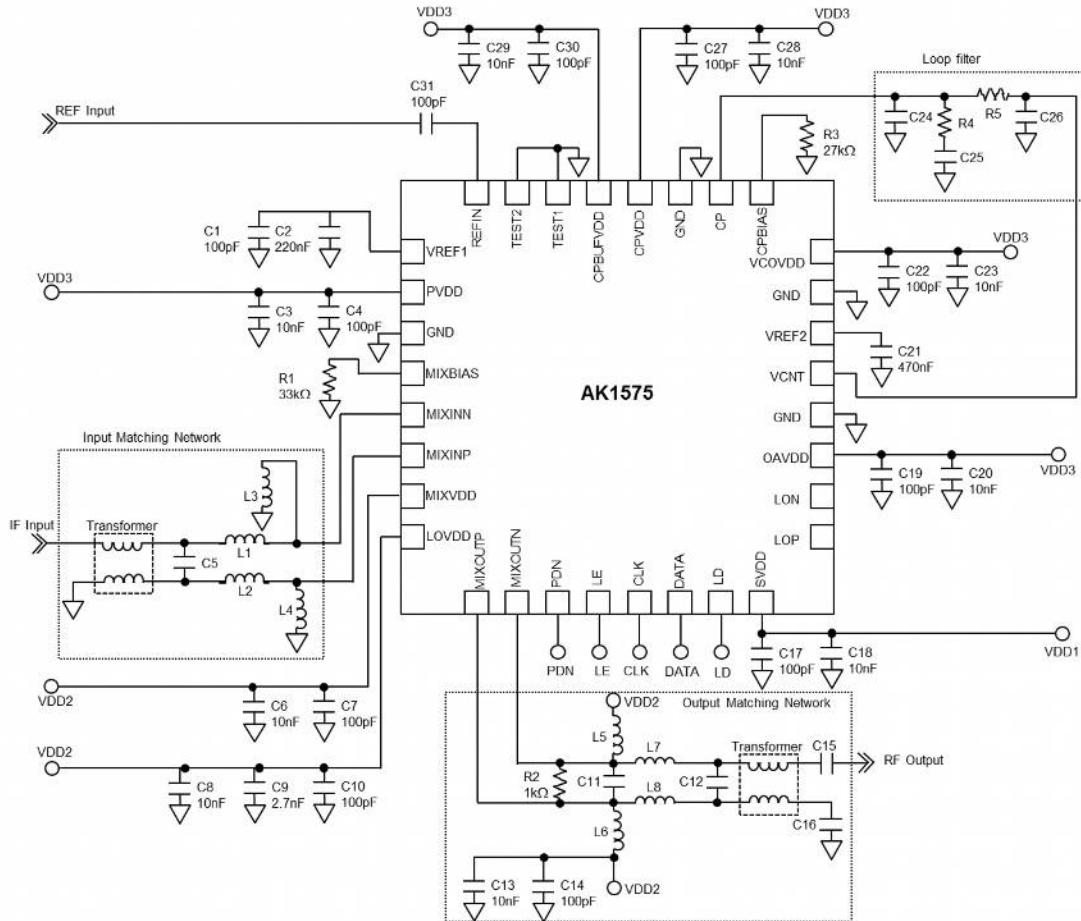 VDD3
C29
10nF
C30
100pF
C27
100pF
C28
10nF
VDD3
Loop filter
C31
100pF
REF Input
C24
R4
R5
C26
C25
R3
27kΩ
REFIN
TEST2
TEST1
CPBUFVDD
CPVDD
GND
CP
CPBIAS
C1
100pF
C2
220nF
VREF1
VDD3
PVDD
C3
10nF
C4
100pF
GND
R1
33kΩ
MIXBIAS
MIXINN
MIXINP
MIXVDD
LOVDD
AK1575
VCOVDD
VDD3
C22
100pF
C23
10nF
GND
VREF2
C21
470nF
VCNT
GND
OAVDD
VDD3
C19
100pF
C20
10nF
LON
LOP
Input Matching Network
IF Input
Transformer
L3
L1
C5
L2
L4
MIXOUTP
MIXOUTN
PDN
LE
CLK
DATA
LD
SVDD
PDN
LE
CLK
DATA
LD
C17
100pF
C18
10nF
VDD1
VDD2
C6
10nF
C7
100pF
VDD2
C8
10nF
C9
2.7nF
C10
100pF
VDD2
Output Matching Network
L5
L7
Transformer
C15
RF Output
R2
1kΩ
C11
C12
L8
C16
L6
C13
10nF
C14
100pF
VDD2